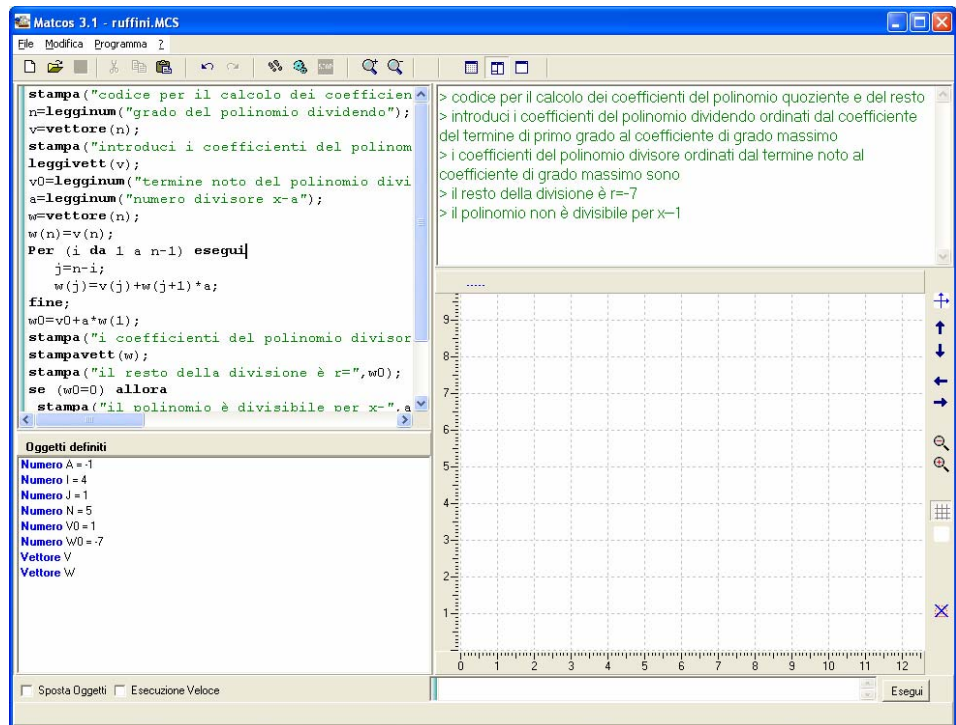 Matcos 3.1 - ruffini.MCS
File Modifica Programma ?
STOP
stampa("codice per il calcolo dei coefficien
n=legginum("grado del polinomio dividendo");
v=vettore(n);
stampa("introduci i coefficienti del polinom
leggivett(v);
v0=legginum("termine noto del polinomio divi
a=legginum("numero divisore x-a");
w=vettore(n);
w(n)=v(n);
Per (i da 1 a n-1) esegui
j=n-i;
w(j)=v(j)+w(j+1)*a;
fine;
w0=v0+a*w(1);
stampa("i coefficienti del polinomio divisor
stampavett(w);
stampa("il resto della divisione è r=",w0);
se (w0=0) allora
stampa("il polinomio è divisibile per x-",a
> codice per il calcolo dei coefficienti del polinomio quoziente e del resto
> introduci i coefficienti del polinomio dividendo ordinati dal coefficiente
del termine di primo grado al coefficiente di grado massimo
> i coefficienti del polinomio divisore ordinati dal termine noto al
coefficiente di grado massimo sono
> il resto della divisione è r=-7
> il polinomio non è divisibile per x--1
Oggetti definiti
Numero A = -1
Numero I = 4
Numero J = 1
Numero N = 5
Numero V0 = 1
Numero W0 = -7
Vettore V
Vettore W
.....
9
8
7
6
5
4
3
2
1
0 1 2 3 4 5 6 7 8 9 10 11 12
Sposta Oggetti Esecuzione Veloce
Esegui